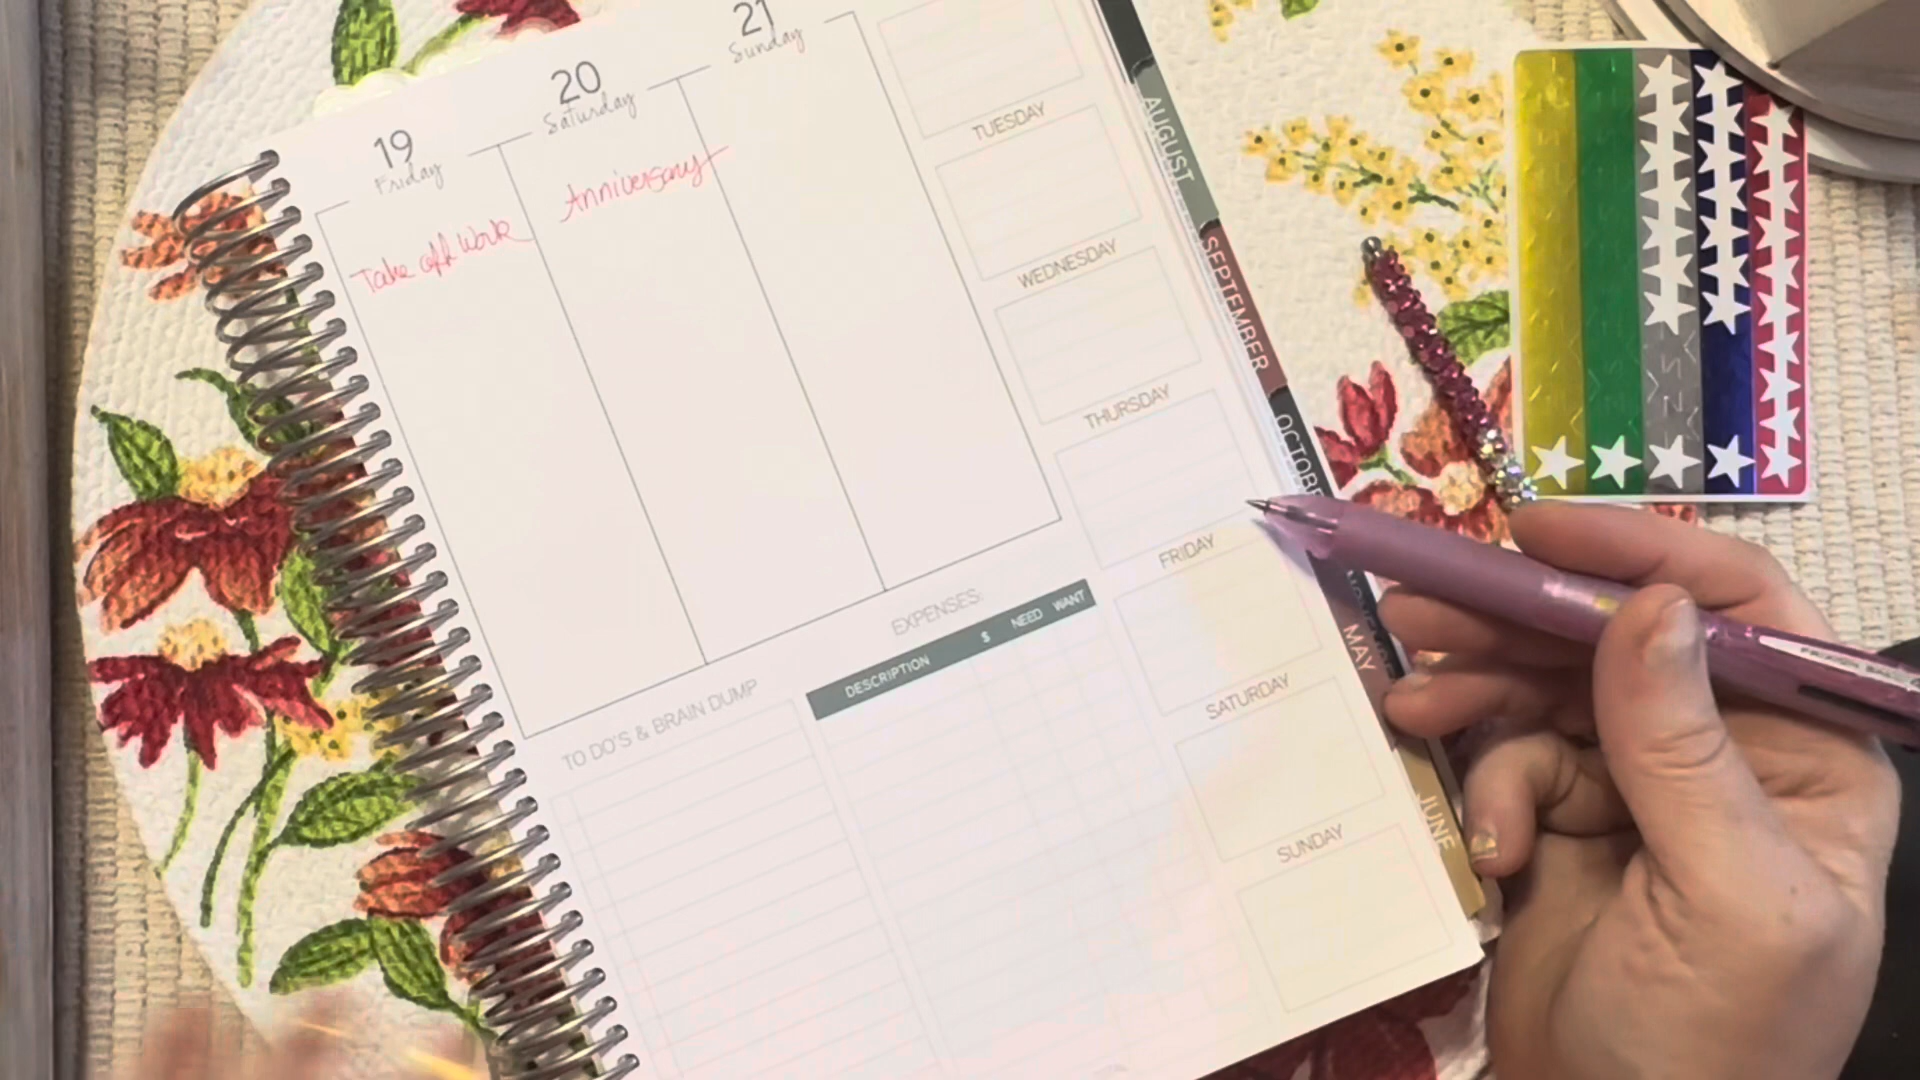 19
Friday
20
Saturday
21
Sunday
Take off work
Anniversary
TUESDAY
WEDNESDAY
THURSDAY
FRIDAY
SATURDAY
SUNDAY
TO DO'S & BRAIN DUMP
EXPENSES:
DESCRIPTION $ NEED WANT
AUGUST
SEPTEMBER
OCTOBER
MAY
JUNE